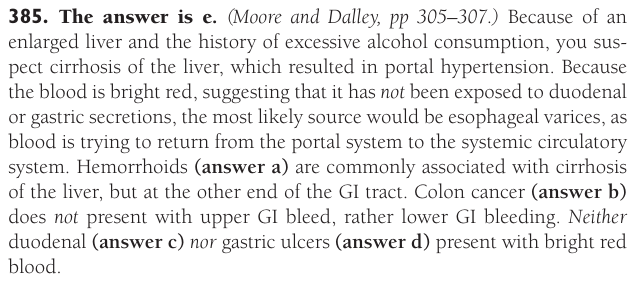 385. The answer is e. (Moore and Dalley, pp 305–307.) Because of an
enlarged liver and the history of excessive alcohol consumption, you sus-
pect cirrhosis of the liver, which resulted in portal hypertension. Because
the blood is bright red, suggesting that it has not been exposed to duodenal
or gastric secretions, the most likely source would be esophageal varices, as
blood is trying to return from the portal system to the systemic circulatory
system. Hemorrhoids (answer a) are commonly associated with cirrhosis
of the liver, but at the other end of the GI tract. Colon cancer (answer b)
does not present with upper GI bleed, rather lower GI bleeding. Neither
duodenal (answer c) nor gastric ulcers (answer d) present with bright red
blood.